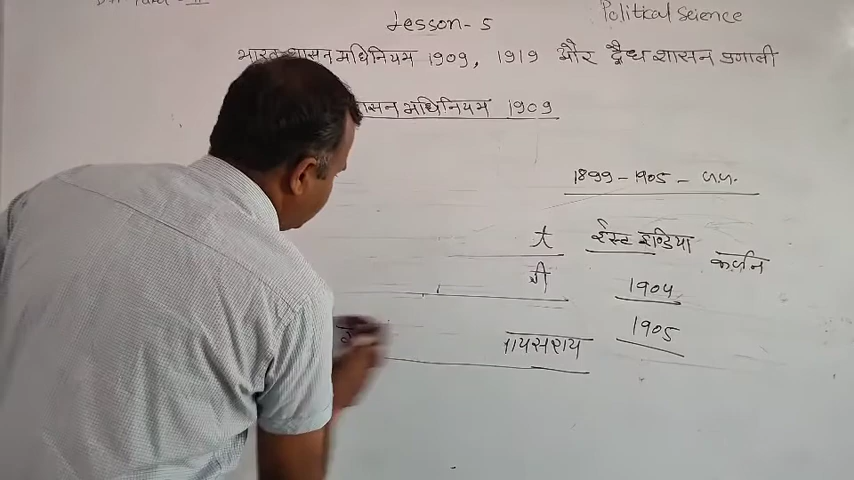 Political Science
Lesson - 5
भारत शासन अधिनियम 1909, 1919 और द्वैध शासन प्रणाली
शासन अधिनियम 1909
1899 - 1905 -
ईस्ट इण्डिया
कर्जन
1904
1905
वायसराय